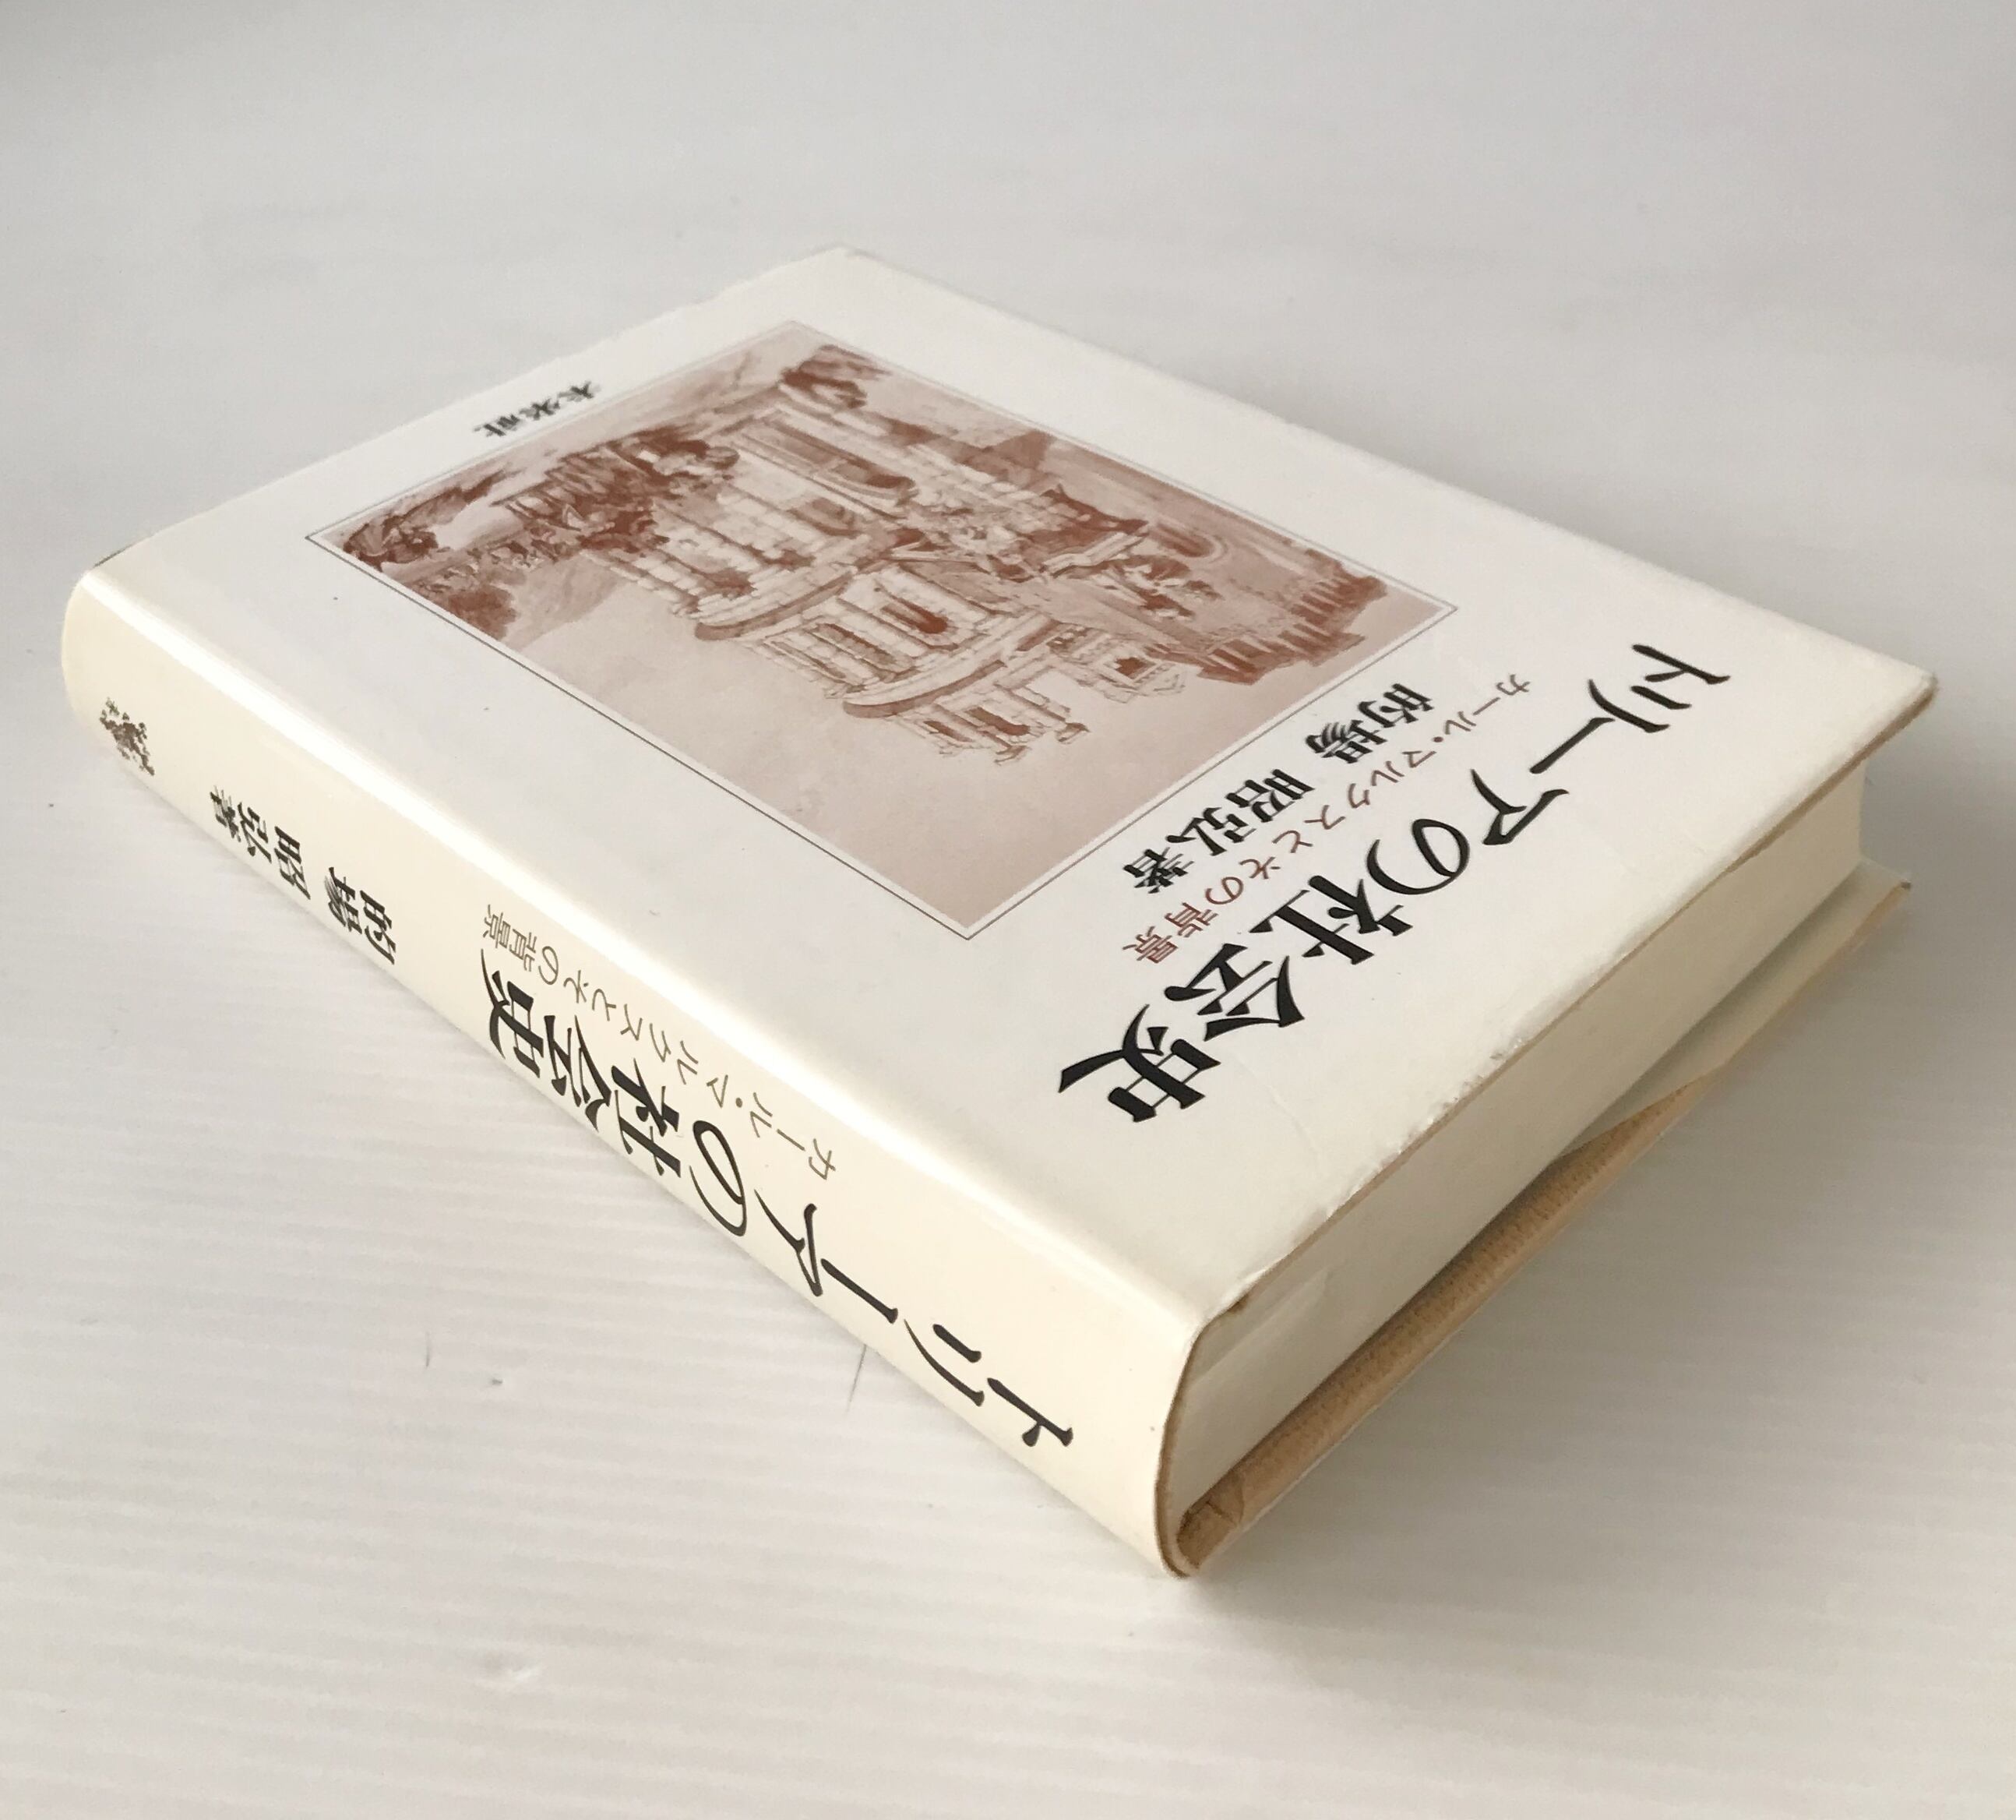 トリーアの社会史
カール・マルクスとその背景
的場 昭弘著
未來社
トリーアの社会史
カール・マルクスとその背景
的場 昭弘著